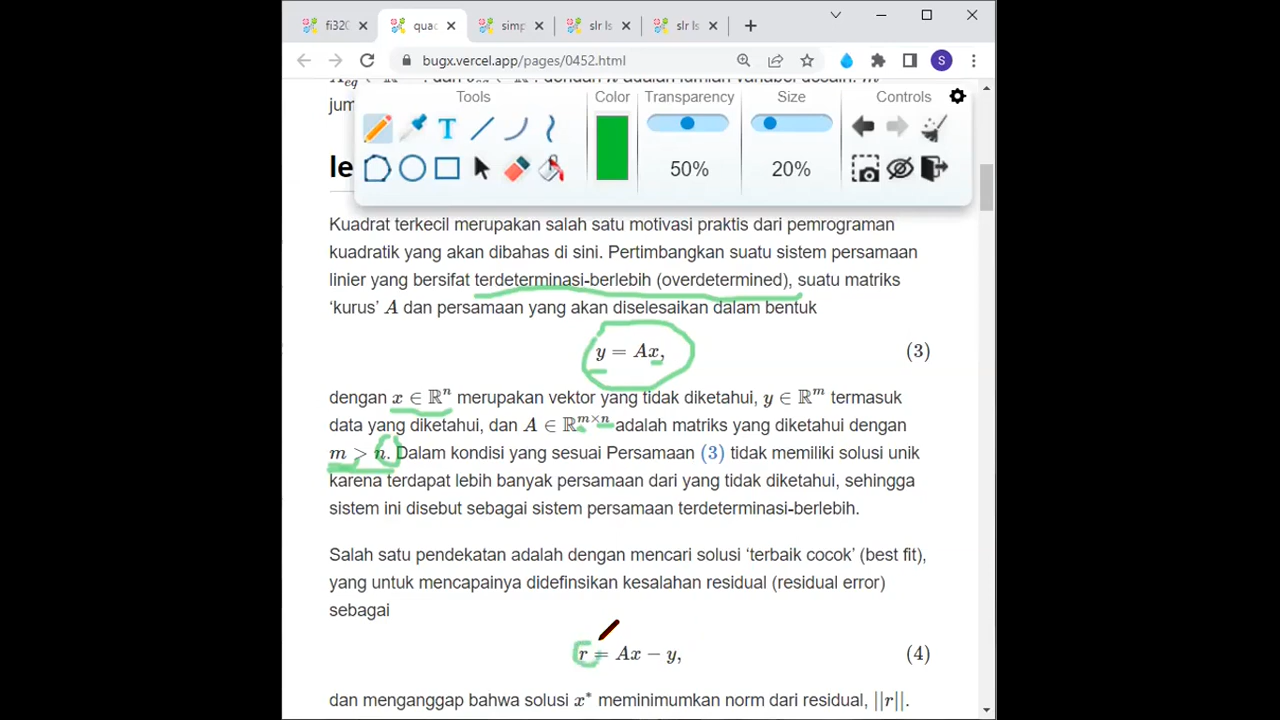 fi320
quad
simp
slr ls
slr ls
bugx.vercel.app/pages/0452.html
S
jum
Tools
Color
Transparency
Size
Controls
T
50%
20%
le
Kuadrat terkecil merupakan salah satu motivasi praktis dari pemrograman
kuadratik yang akan dibahas di sini. Pertimbangkan suatu sistem persamaan
linier yang bersifat terdeterminasi-berlebih (overdetermined), suatu matriks
‘kurus’ A dan persamaan yang akan diselesaikan dalam bentuk
y = Ax, (3)
dengan x ∈ ℝⁿ merupakan vektor yang tidak diketahui, y ∈ ℝᵐ termasuk
data yang diketahui, dan A ∈ ℝᵐˣⁿ adalah matriks yang diketahui dengan
m > n. Dalam kondisi yang sesuai Persamaan (3) tidak memiliki solusi unik
karena terdapat lebih banyak persamaan dari yang tidak diketahui, sehingga
sistem ini disebut sebagai sistem persamaan terdeterminasi-berlebih.
Salah satu pendekatan adalah dengan mencari solusi ‘terbaik cocok’ (best fit),
yang untuk mencapainya didefinsikan kesalahan residual (residual error)
sebagai
r = Ax − y, (4)
dan menganggap bahwa solusi x* meminimumkan norm dari residual, ||r||.